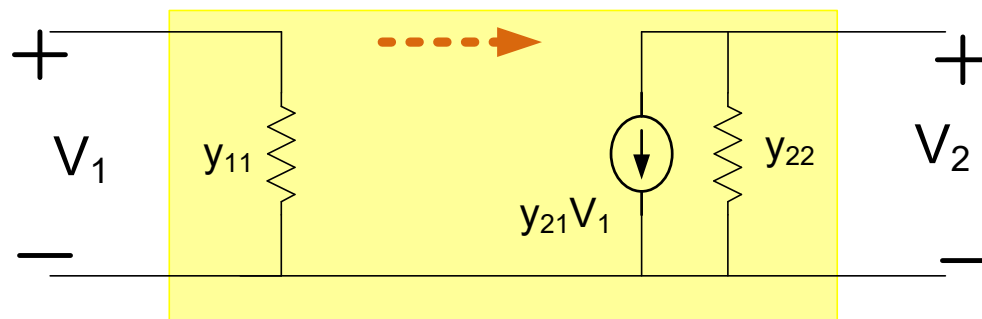 +
+
V₁
y₁₁
y₂₁V₁
y₂₂
V₂
−
−